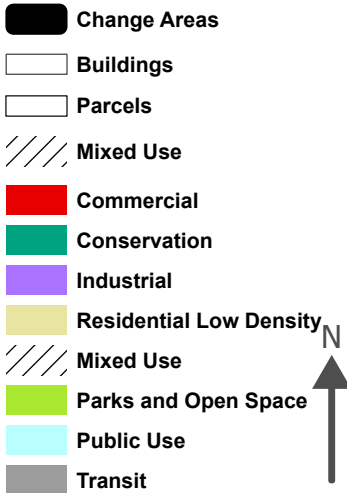 Change Areas
Buildings
Parcels
Mixed Use
Commercial
Conservation
Industrial
Residential Low Density
Mixed Use
N
Parks and Open Space
Public Use
Transit